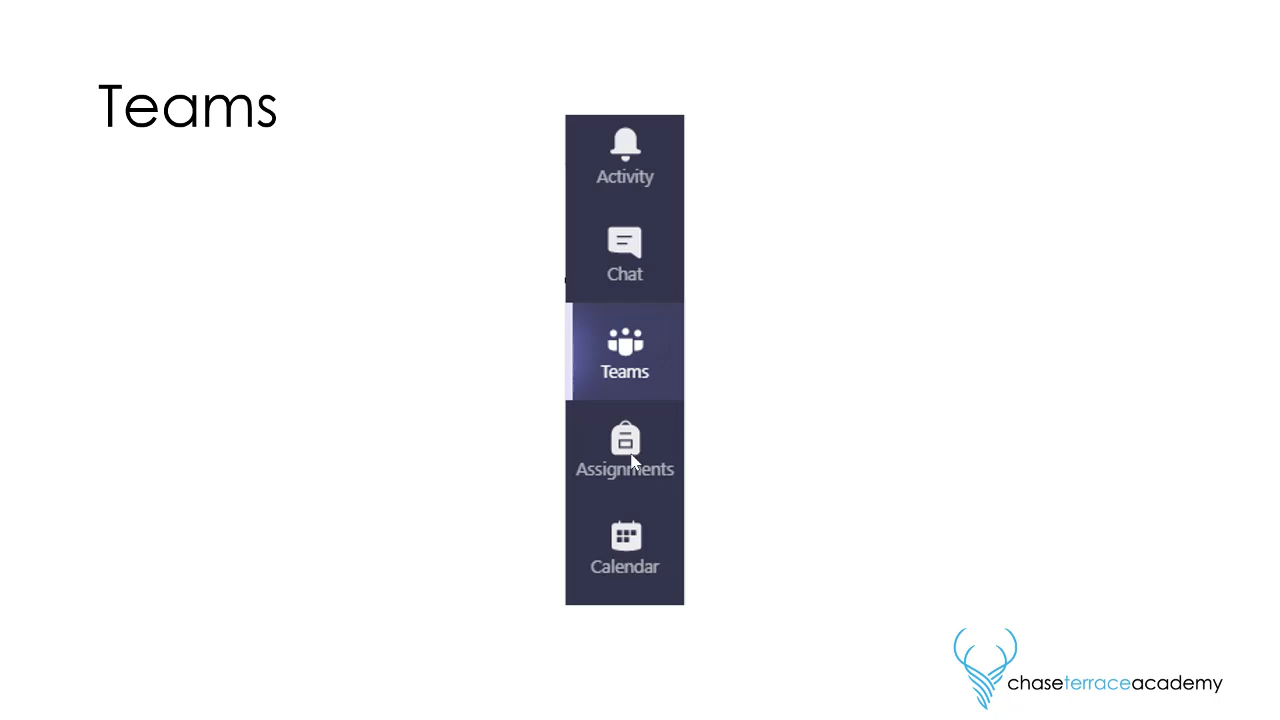 Teams
Activity
Chat
Teams
Assignments
Calendar
chaseterraceacademy